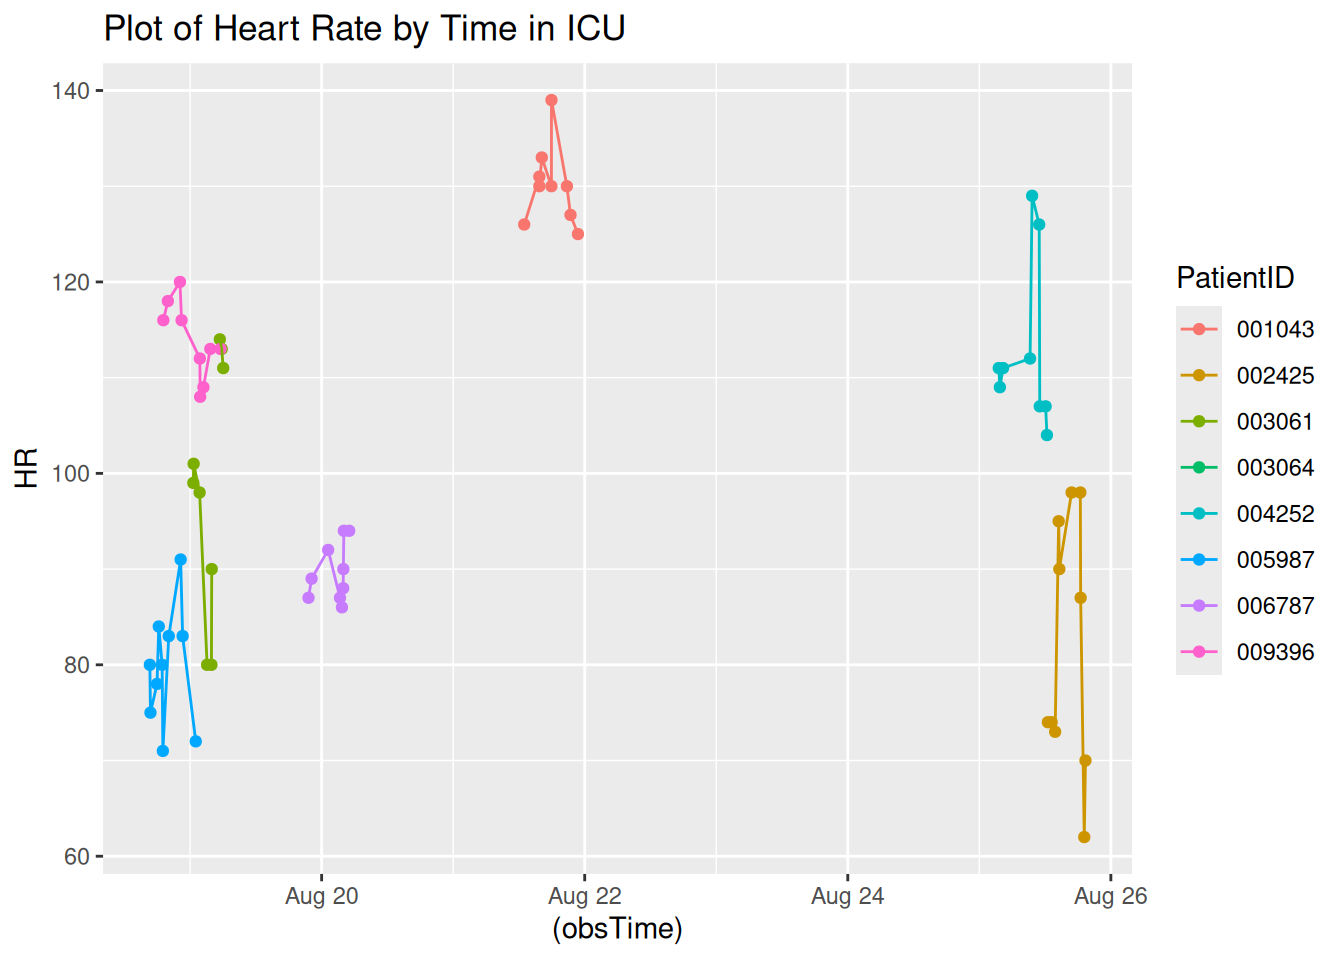 Plot of Heart Rate by Time in ICU
140
120
100
80
60
HR
Aug 20
Aug 22
Aug 24
Aug 26
(obsTime)
PatientID
001043
002425
003061
003064
004252
005987
006787
009396